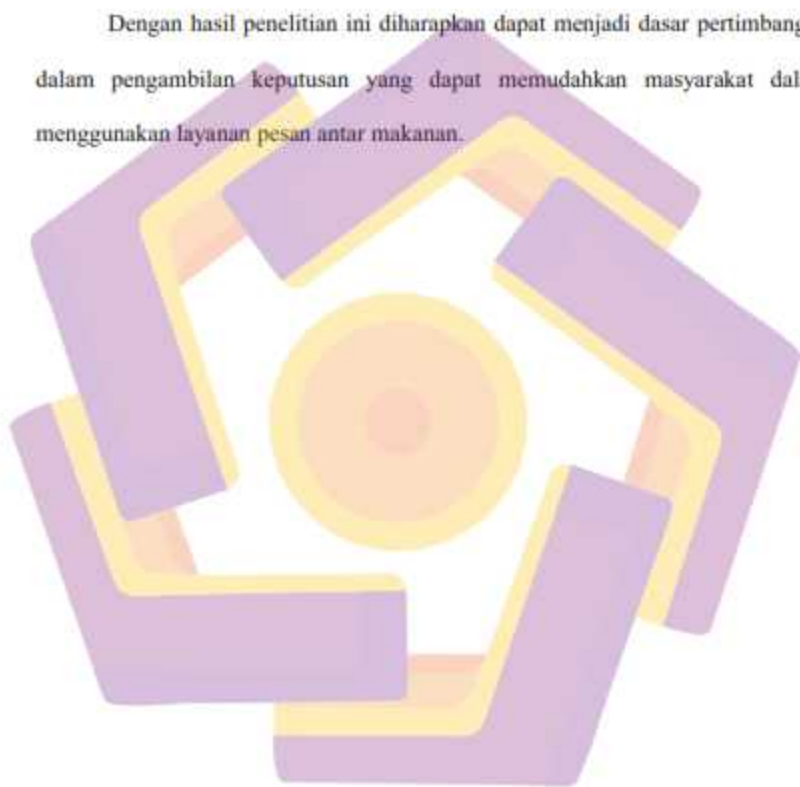 Dengan hasil penelitian ini diharapkan dapat menjadi dasar pertimbang
dalam pengambilan keputusan yang dapat memudahkan masyarakat dal
menggunakan layanan pesan antar makanan.